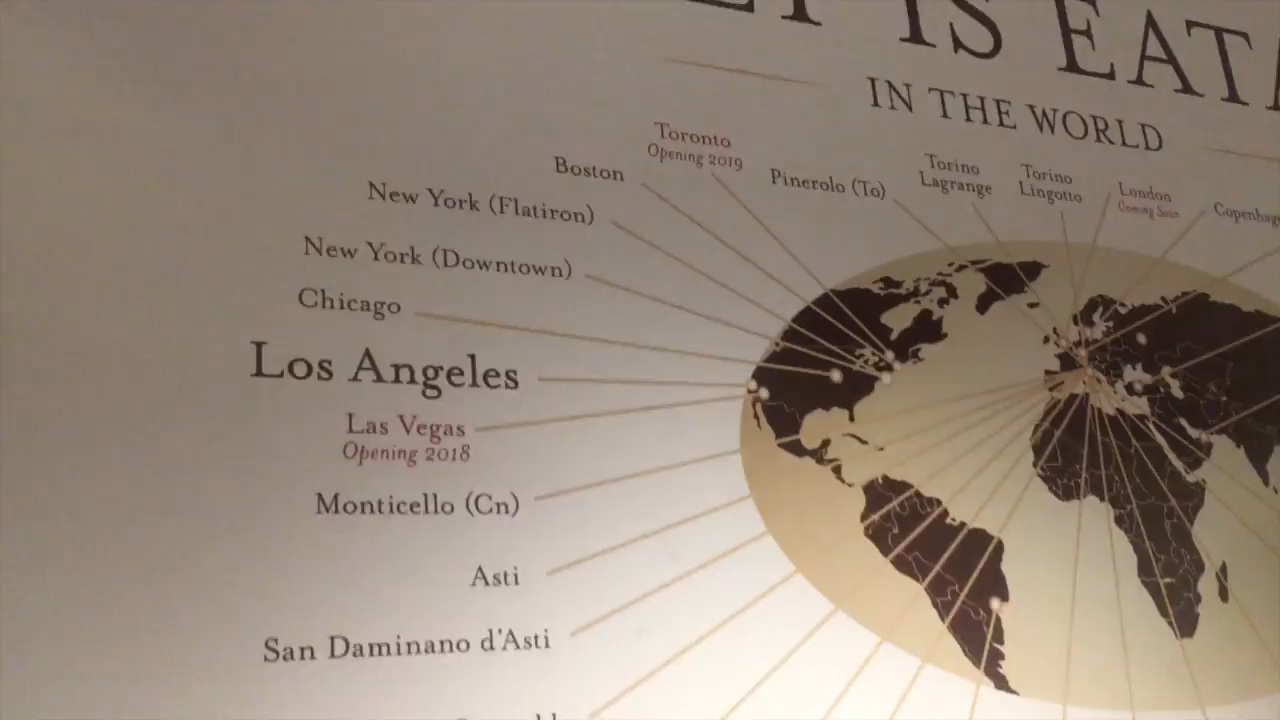 IS
IN THE WORLD
Toronto
Opening 2019
Boston
Pinerolo (To)
Torino
Lagrange
Torino
Lingotto
London
Coming Soon
New York (Flatiron)
New York (Downtown)
Chicago
Los Angeles
Las Vegas
Opening 2018
Monticello (Cn)
Asti
San Daminano d'Asti